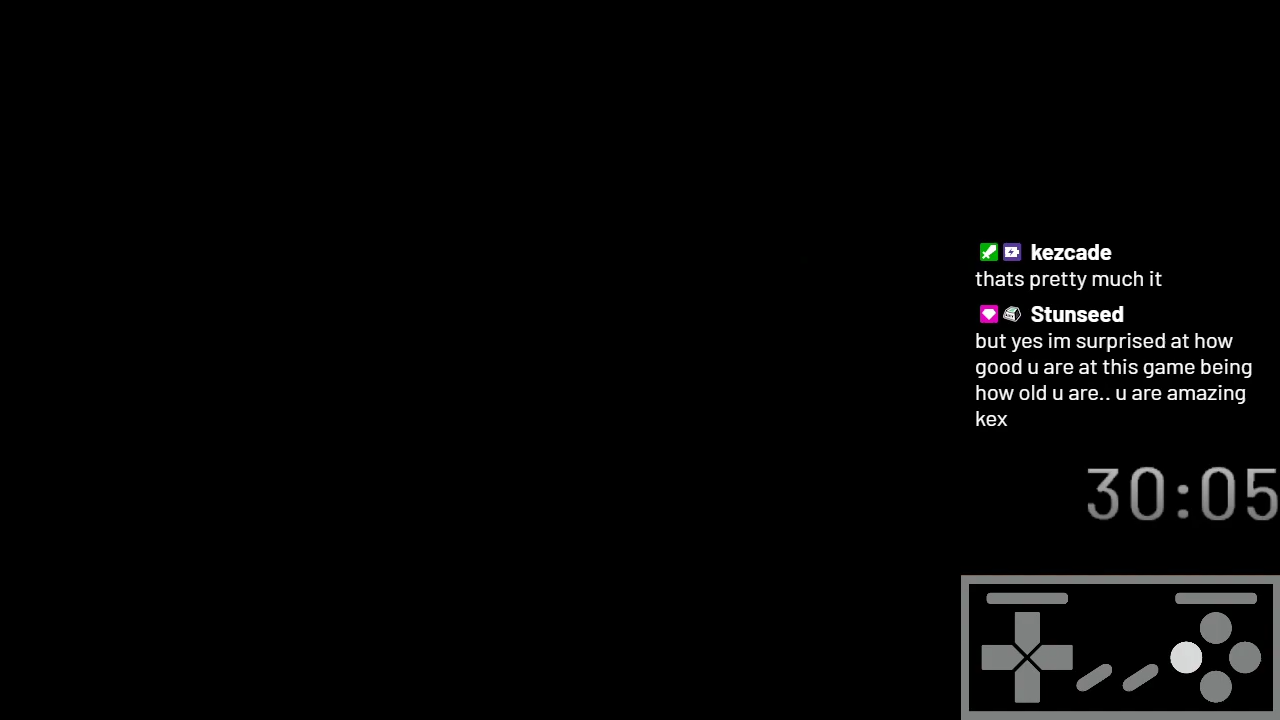 kezcade
thats pretty much it
Stunseed
but yes im surprised at how
good u are at this game being
how old u are.. u are amazing
kex
30:05